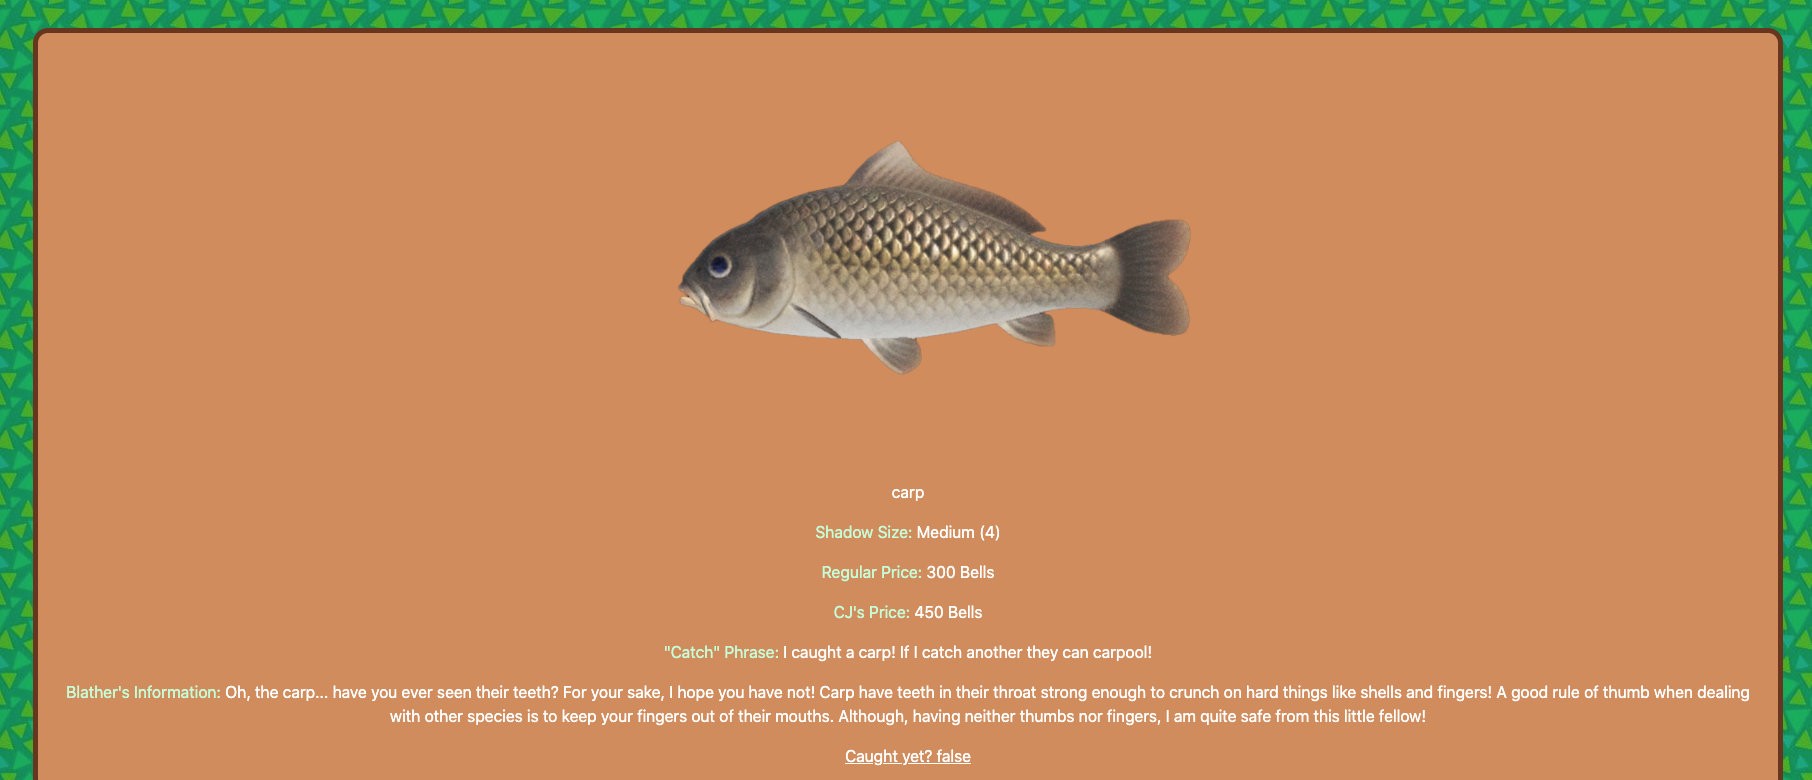 carp
Shadow Size: Medium (4)
Regular Price: 300 Bells
CJ's Price: 450 Bells
"Catch" Phrase: I caught a carp! If I catch another they can carpool!
Blather's Information: Oh, the carp... have you ever seen their teeth? For your sake, I hope you have not! Carp have teeth in their throat strong enough to crunch on hard things like shells and fingers! A good rule of thumb when dealing
with other species is to keep your fingers out of their mouths. Although, having neither thumbs nor fingers, I am quite safe from this little fellow!
Caught yet? false